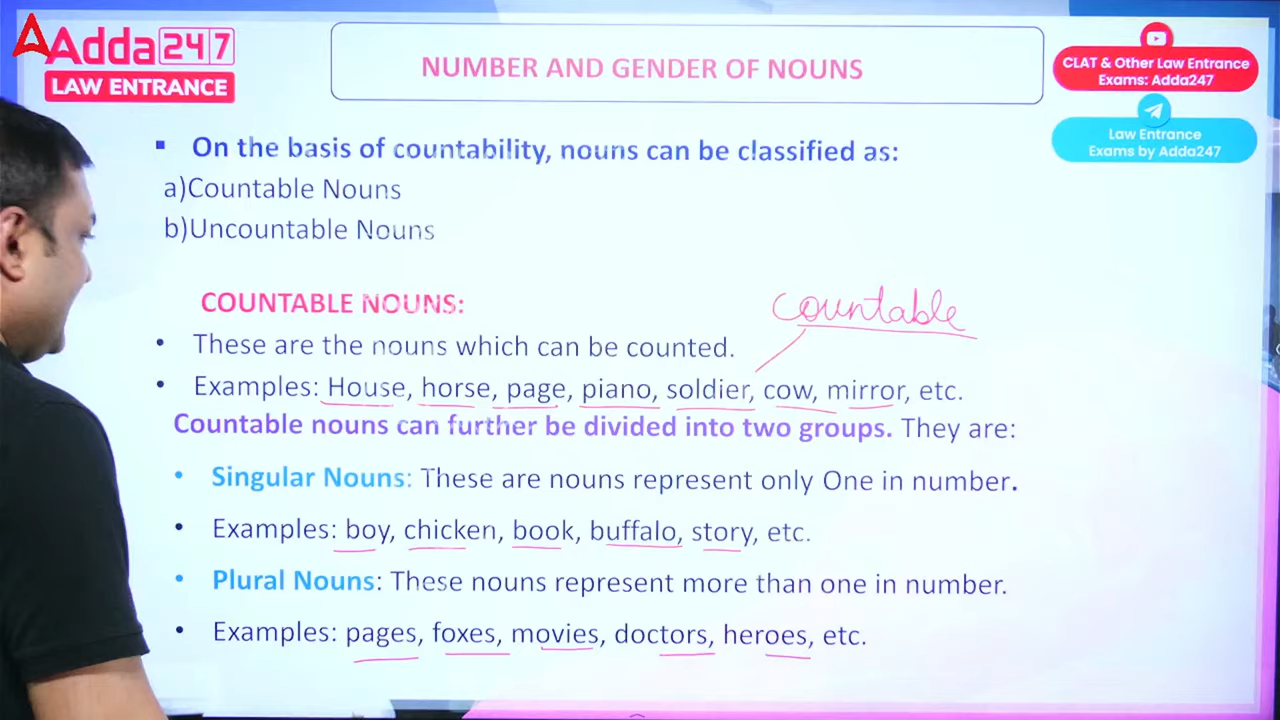 Adda247
LAW ENTRANCE
NUMBER AND GENDER OF NOUNS
CLAT & Other Law Entrance
Exams: Adda247
Law Entrance
Exams by Adda247
▪ On the basis of countability, nouns can be classified as:
a)Countable Nouns
b)Uncountable Nouns
COUNTABLE NOUNS:
countable
• These are the nouns which can be counted.
• Examples: House, horse, page, piano, soldier, cow, mirror, etc.
Countable nouns can further be divided into two groups. They are:
• Singular Nouns: These are nouns represent only One in number.
• Examples: boy, chicken, book, buffalo, story, etc.
• Plural Nouns: These nouns represent more than one in number.
• Examples: pages, foxes, movies, doctors, heroes, etc.